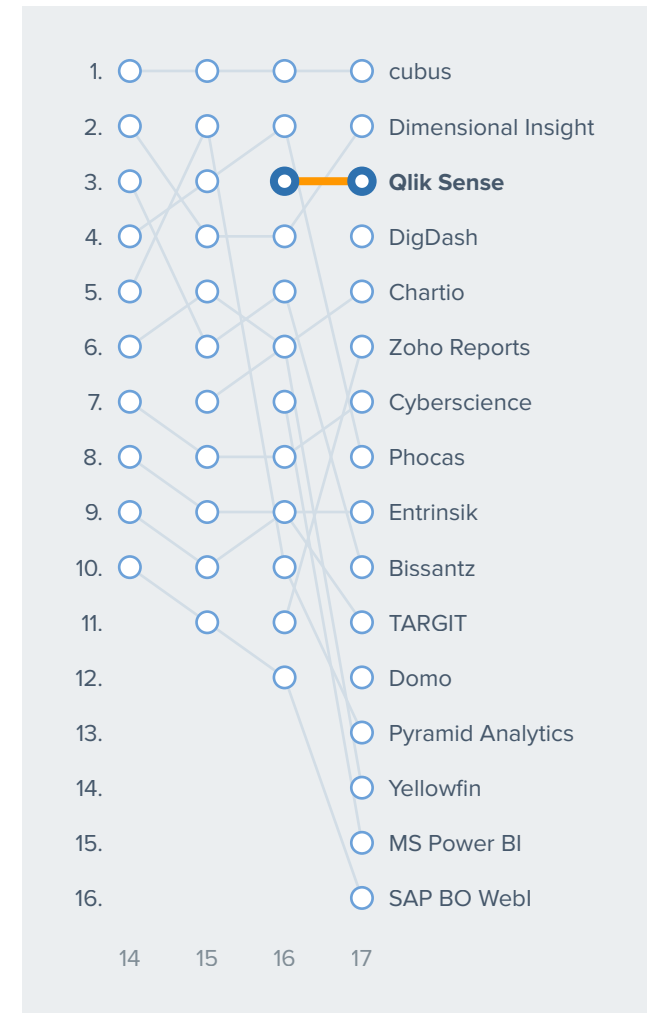 1. cubus
2. Dimensional Insight
3. Qlik Sense
4. DigDash
5. Chartio
6. Zoho Reports
7. Cyberscience
8. Phocas
9. Entrinsik
10. Bissantz
11. TARGIT
12. Domo
13. Pyramid Analytics
14. Yellowfin
15. MS Power BI
16. SAP BO WebI
14 15 16 17